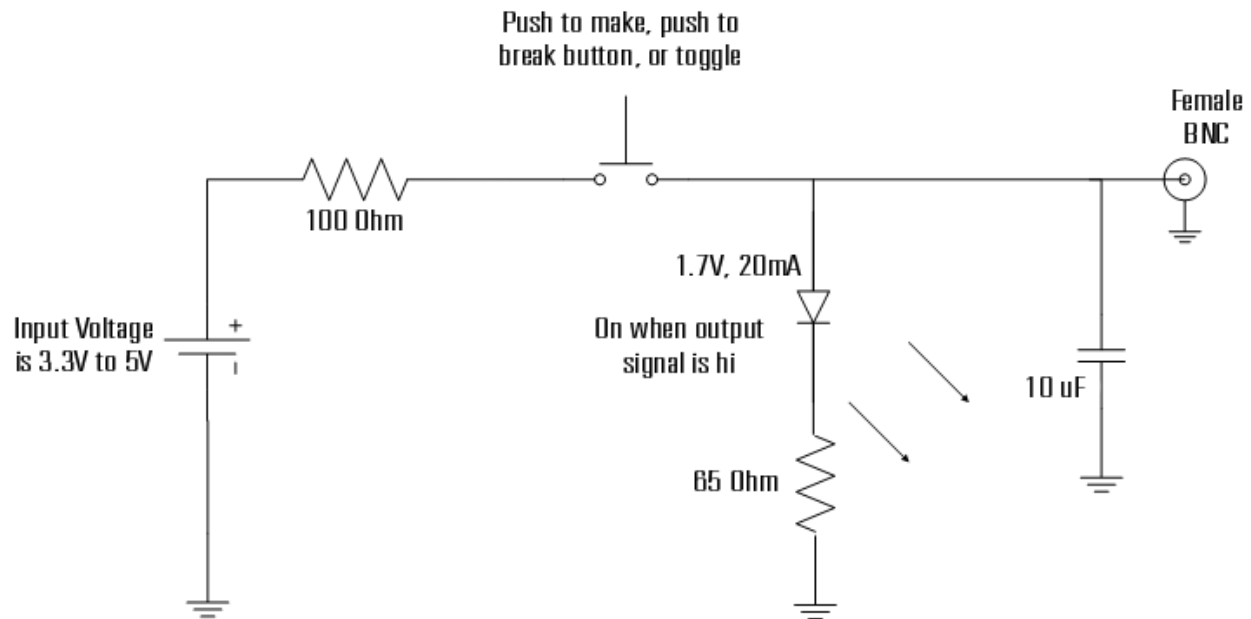 Push to make, push to
break button, or toggle
Female
BNC
100 Ohm
1.7V, 20mA
Input Voltage
is 3.3V to 5V
+
-
On when output
signal is hi
10 uF
65 Ohm